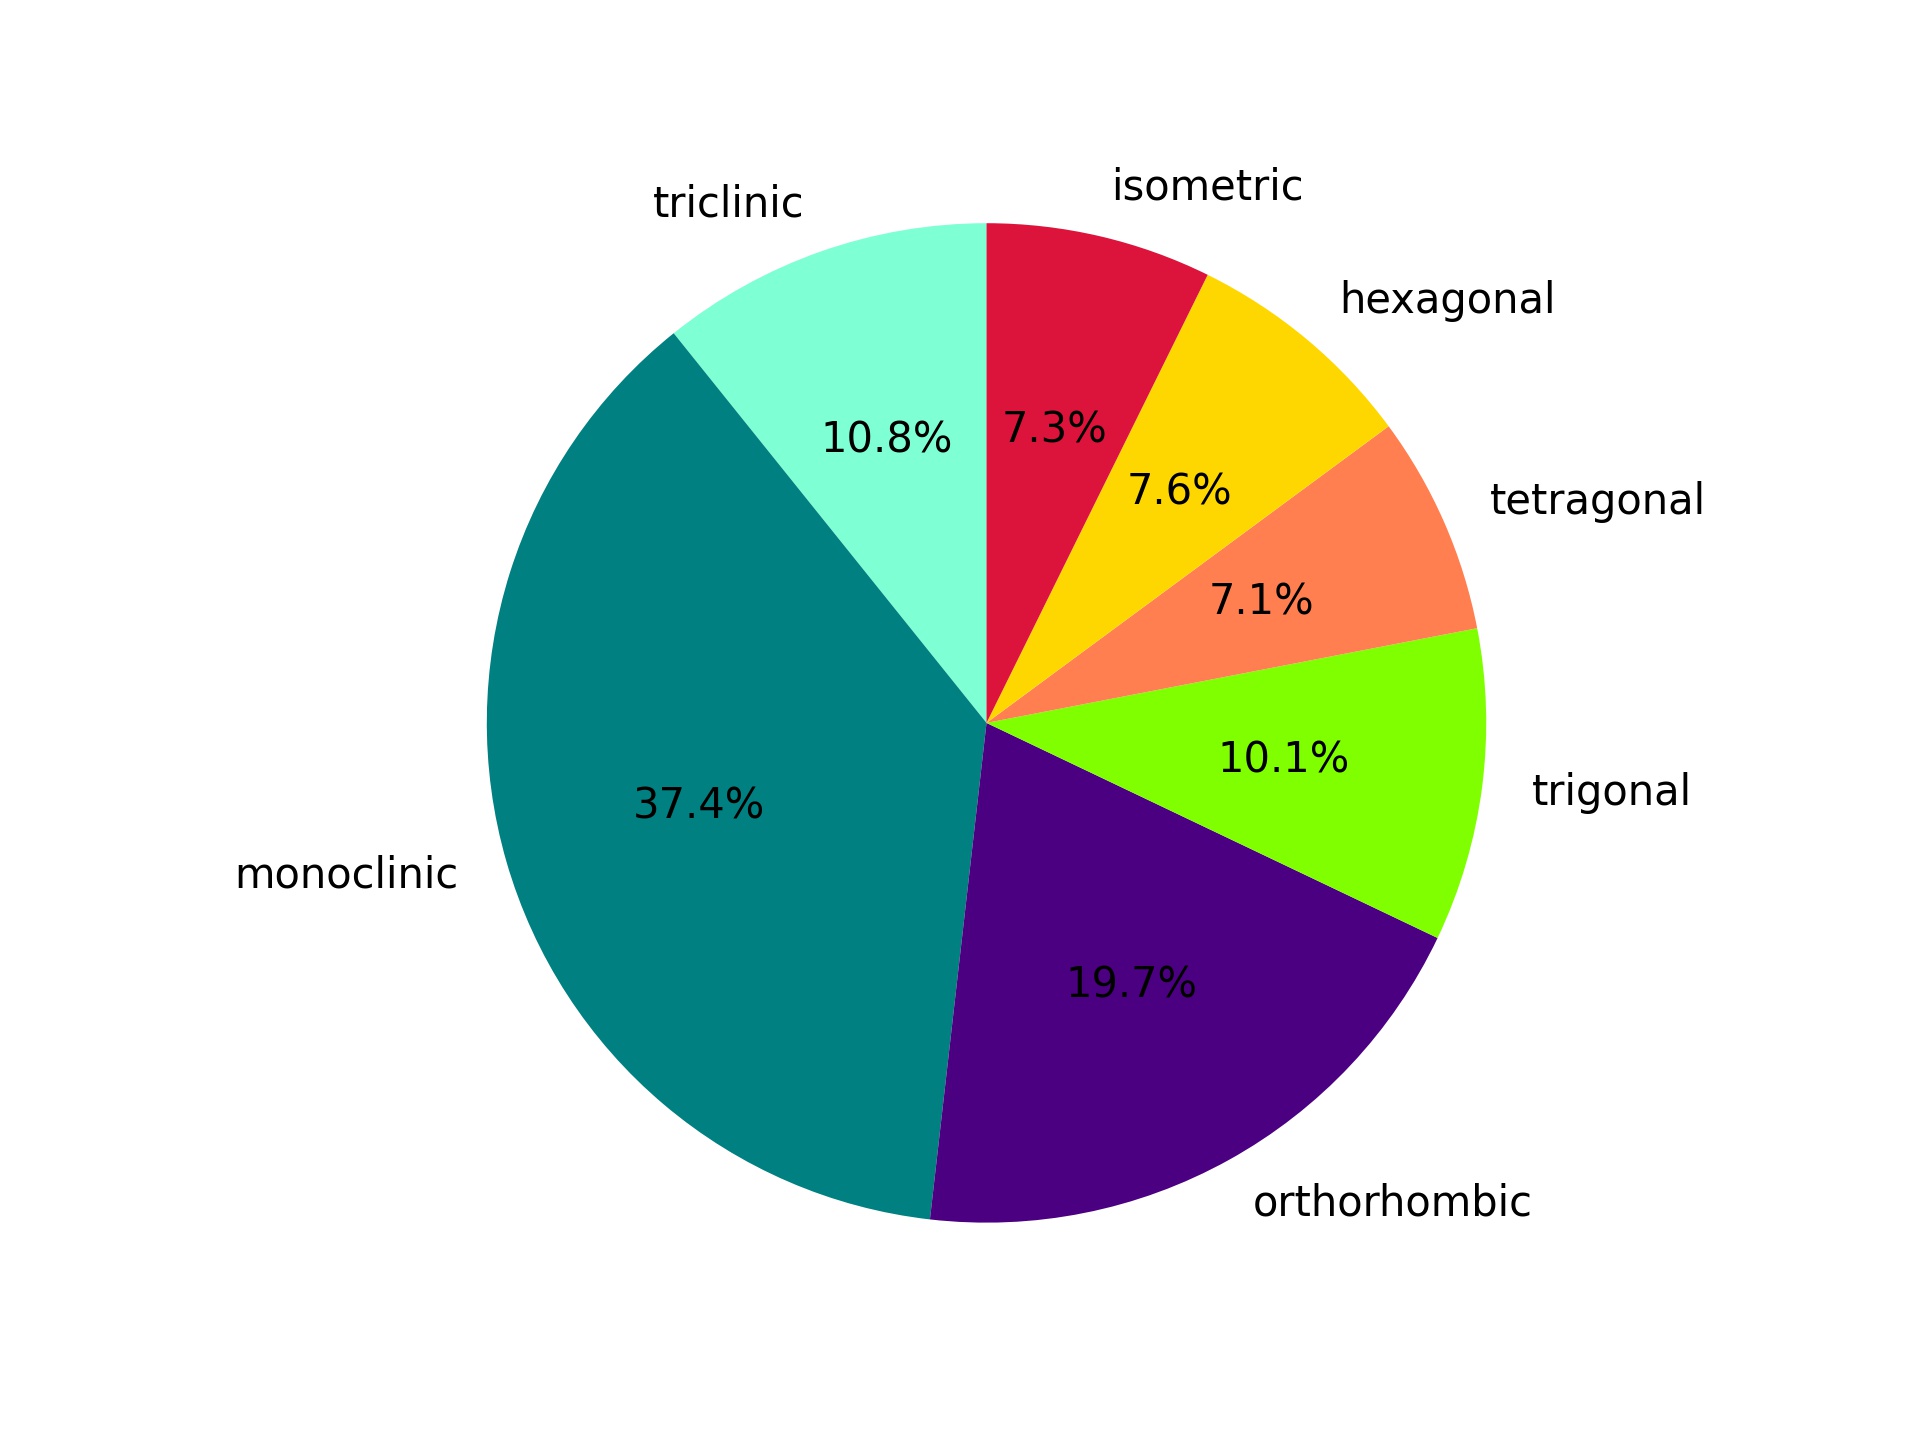 isometric
triclinic
hexagonal
7.3%
10.8%
7.6%
tetragonal
7.1%
10.1%
trigonal
37.4%
monoclinic
19.7%
orthorhombic